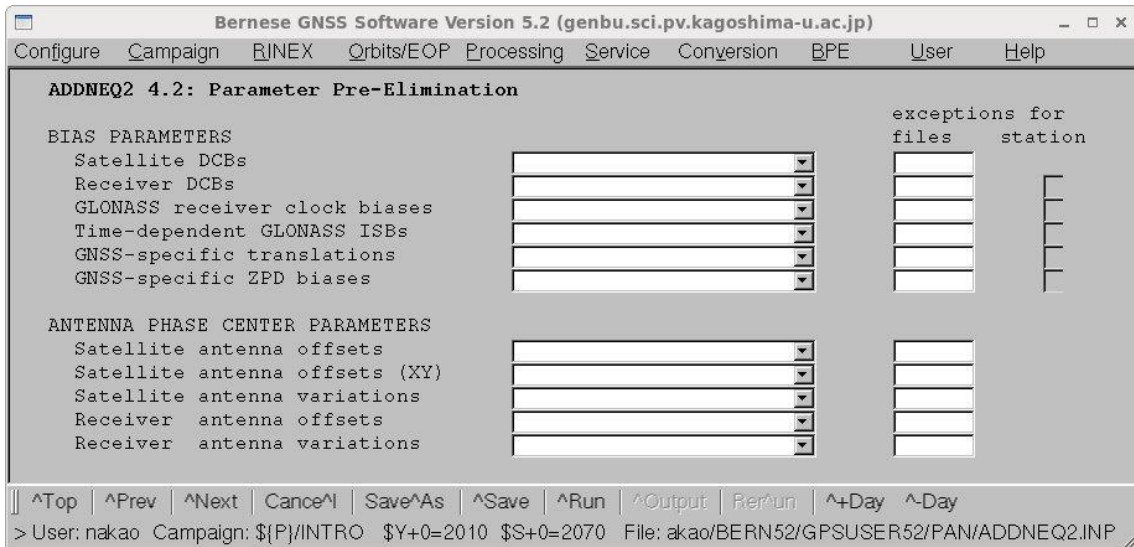 Bernese GNSS Software Version 5.2 (genbu.sci.pv.kagoshima-u.ac.jp)
Configure Campaign RINEX Orbits/EOP Processing Service Conversion BPE User Help
ADDNEQ2 4.2: Parameter Pre-Elimination
exceptions for
BIAS PARAMETERS files station
Satellite DCBs
Receiver DCBs
GLONASS receiver clock biases
Time-dependent GLONASS ISBs
GNSS-specific translations
GNSS-specific ZPD biases
ANTENNA PHASE CENTER PARAMETERS
Satellite antenna offsets
Satellite antenna offsets (XY)
Satellite antenna variations
Receiver antenna offsets
Receiver antenna variations
^Top | ^Prev | ^Next | Cance^l | Save^As | ^Save | ^Run | ^Output | Rer^un | ^+Day ^-Day
> User: nakao Campaign: ${P}/INTRO $Y+0=2010 $S+0=2070 File: akao/BERN52/GPSUSER52/PAN/ADDNEQ2.INP